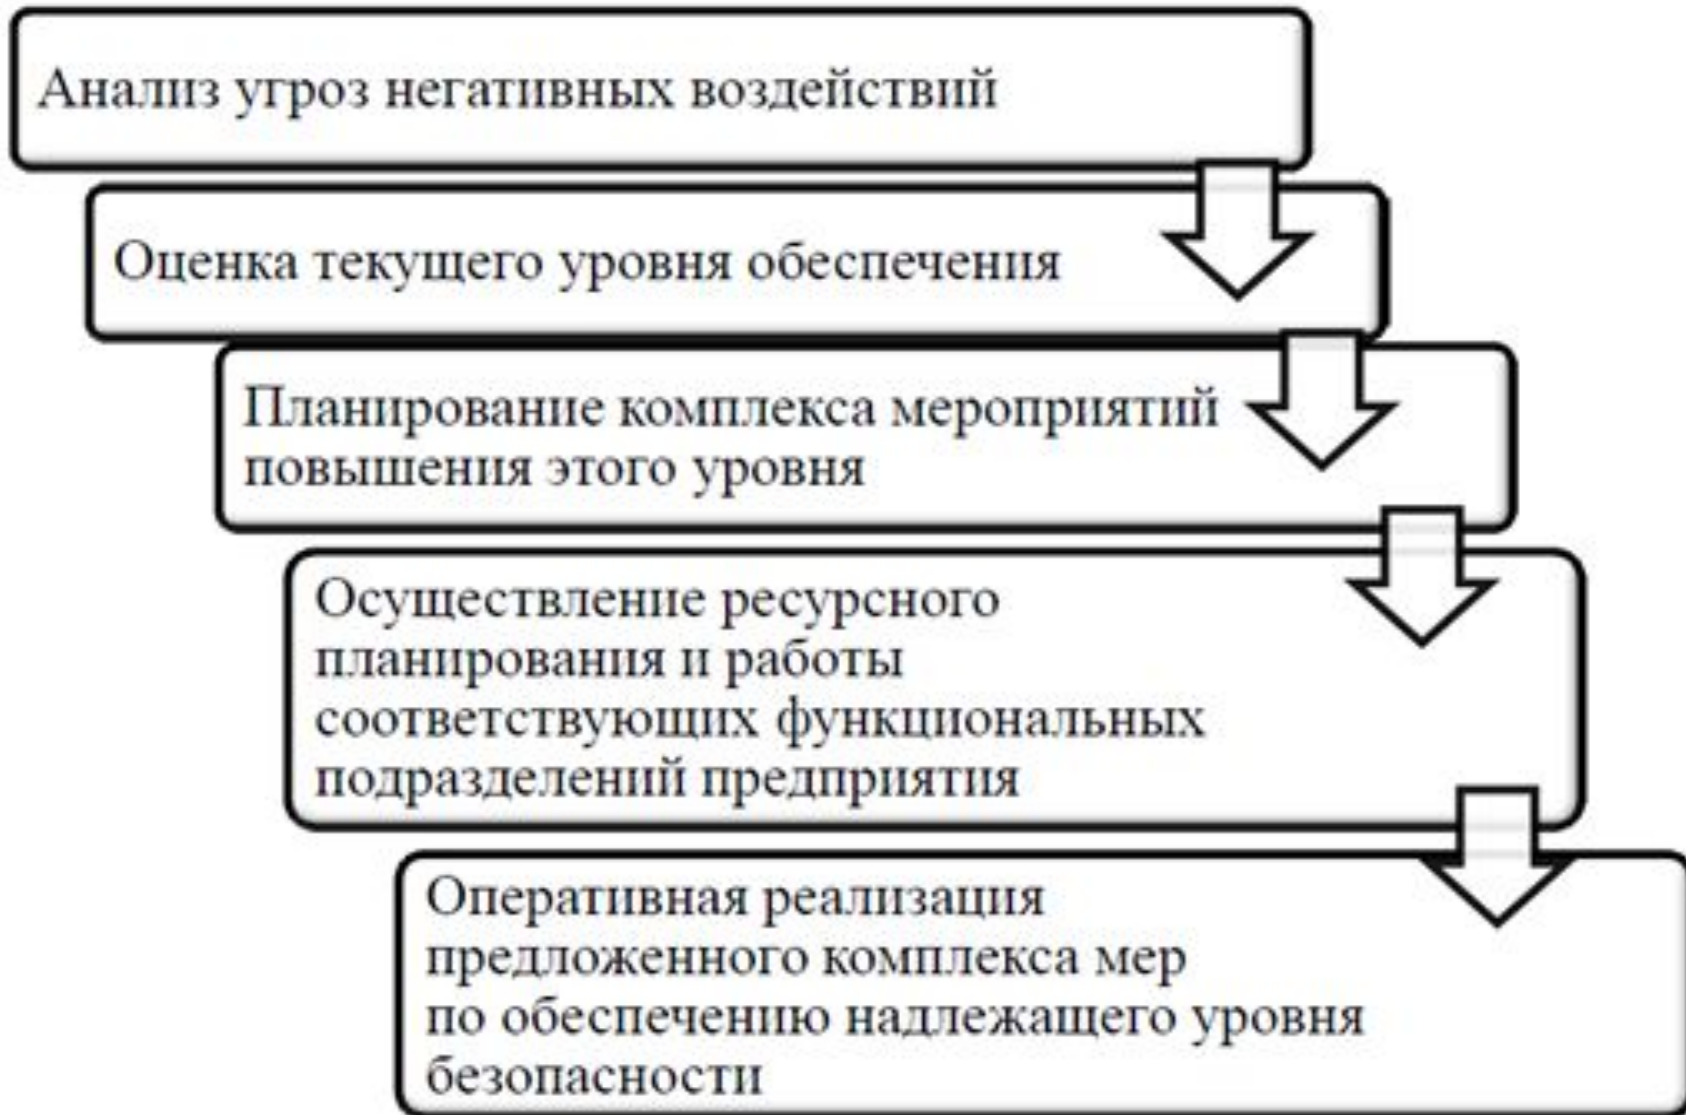 Анализ угроз негативных воздействий
Оценка текущего уровня обеспечения
Планирование комплекса мероприятий
повышения этого уровня
Осуществление ресурсного
планирования и работы
соответствующих функциональных
подразделений предприятия
Оперативная реализация
предложенного комплекса мер
по обеспечению надлежащего уровня
безопасности